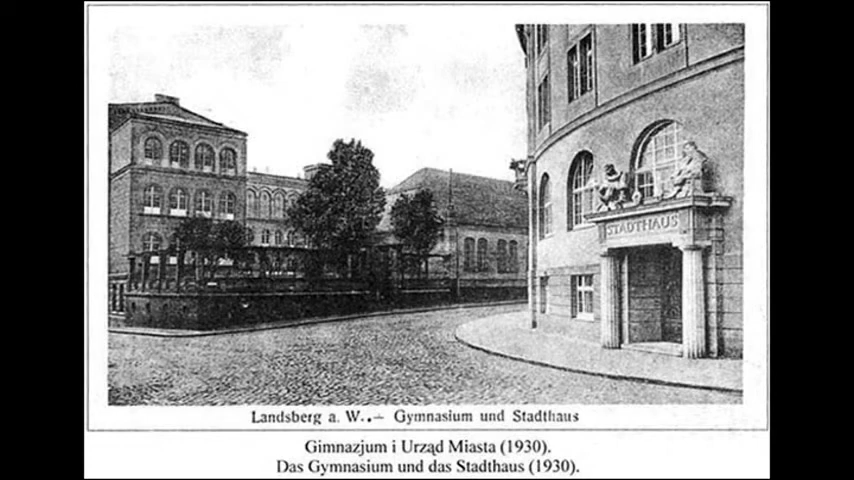 STADTHAUS
Landsberg a. W..— Gymnasium und Stadthaus
Gimnazjum i Urząd Miasta (1930).
Das Gymnasium und das Stadthaus (1930).